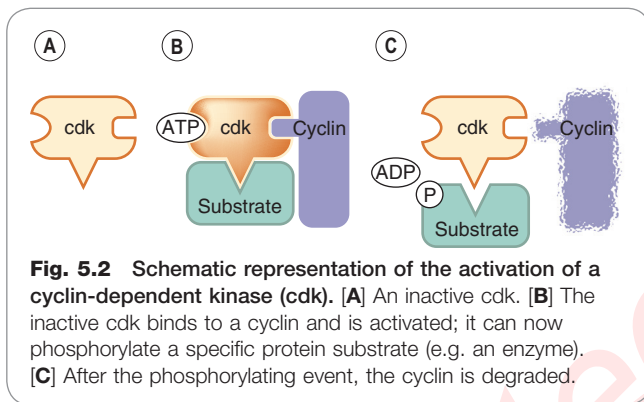 A
B
C
cdk
ATP
cdk
Cyclin
Substrate
cdk
Cyclin
ADP
P
Substrate
Fig. 5.2 Schematic representation of the activation of a
cyclin-dependent kinase (cdk). [A] An inactive cdk. [B] The
inactive cdk binds to a cyclin and is activated; it can now
phosphorylate a specific protein substrate (e.g. an enzyme).
[C] After the phosphorylating event, the cyclin is degraded.